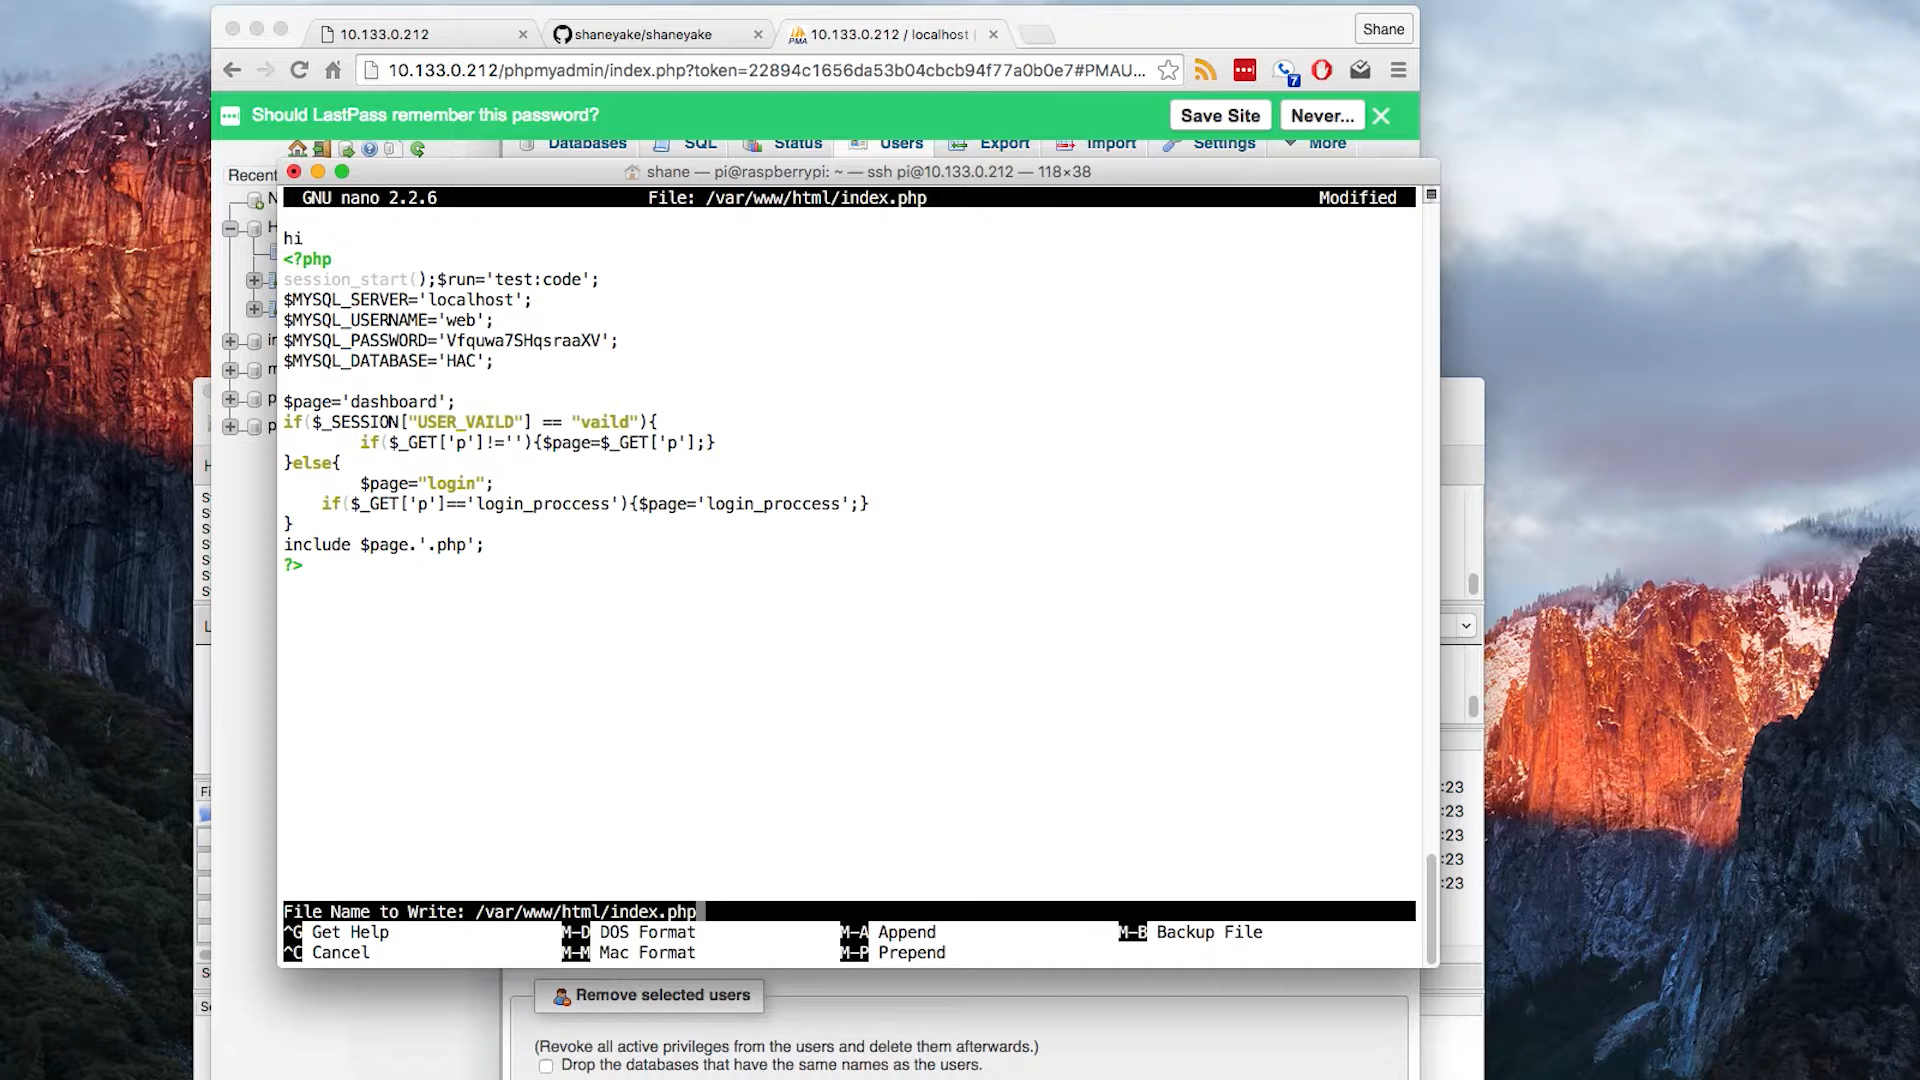 10.133.0.212
shaneyake/shaneyake
PMA
10.133.0.212 / localhost |
Shane
10.133.0.212/phpmyadmin/index.php?token=22894c1656da53b04cbcb94f77a0b0e7#PMAU...
7
Should LastPass remember this password?
Save Site
Never...
Databases
SQL
Status
Users
Export
Import
Settings
More
Recent
shane — pi@raspberrypi: ~ — ssh pi@10.133.0.212 — 118×38
GNU nano 2.2.6
File: /var/www/html/index.php
Modified
hi
<?php
session_start();$run='test:code';
$MYSQL_SERVER='localhost';
$MYSQL_USERNAME='web';
$MYSQL_PASSWORD='Vfquwa7SHqsraaXV';
$MYSQL_DATABASE='HAC';
$page='dashboard';
if($_SESSION["USER_VAILD"] == "vaild"){
if($_GET['p']!=''){$page=$_GET['p'];}
}else{
$page="login";
if($_GET['p']=='login_proccess'){$page='login_proccess';}
}
include $page.'.php';
?>
:23
:23
:23
:23
:23
File Name to Write: /var/www/html/index.php
^G Get Help
M-D DOS Format
M-A Append
M-B Backup File
^C Cancel
M-M Mac Format
M-P Prepend
Remove selected users
(Revoke all active privileges from the users and delete them afterwards.)
Drop the databases that have the same names as the users.